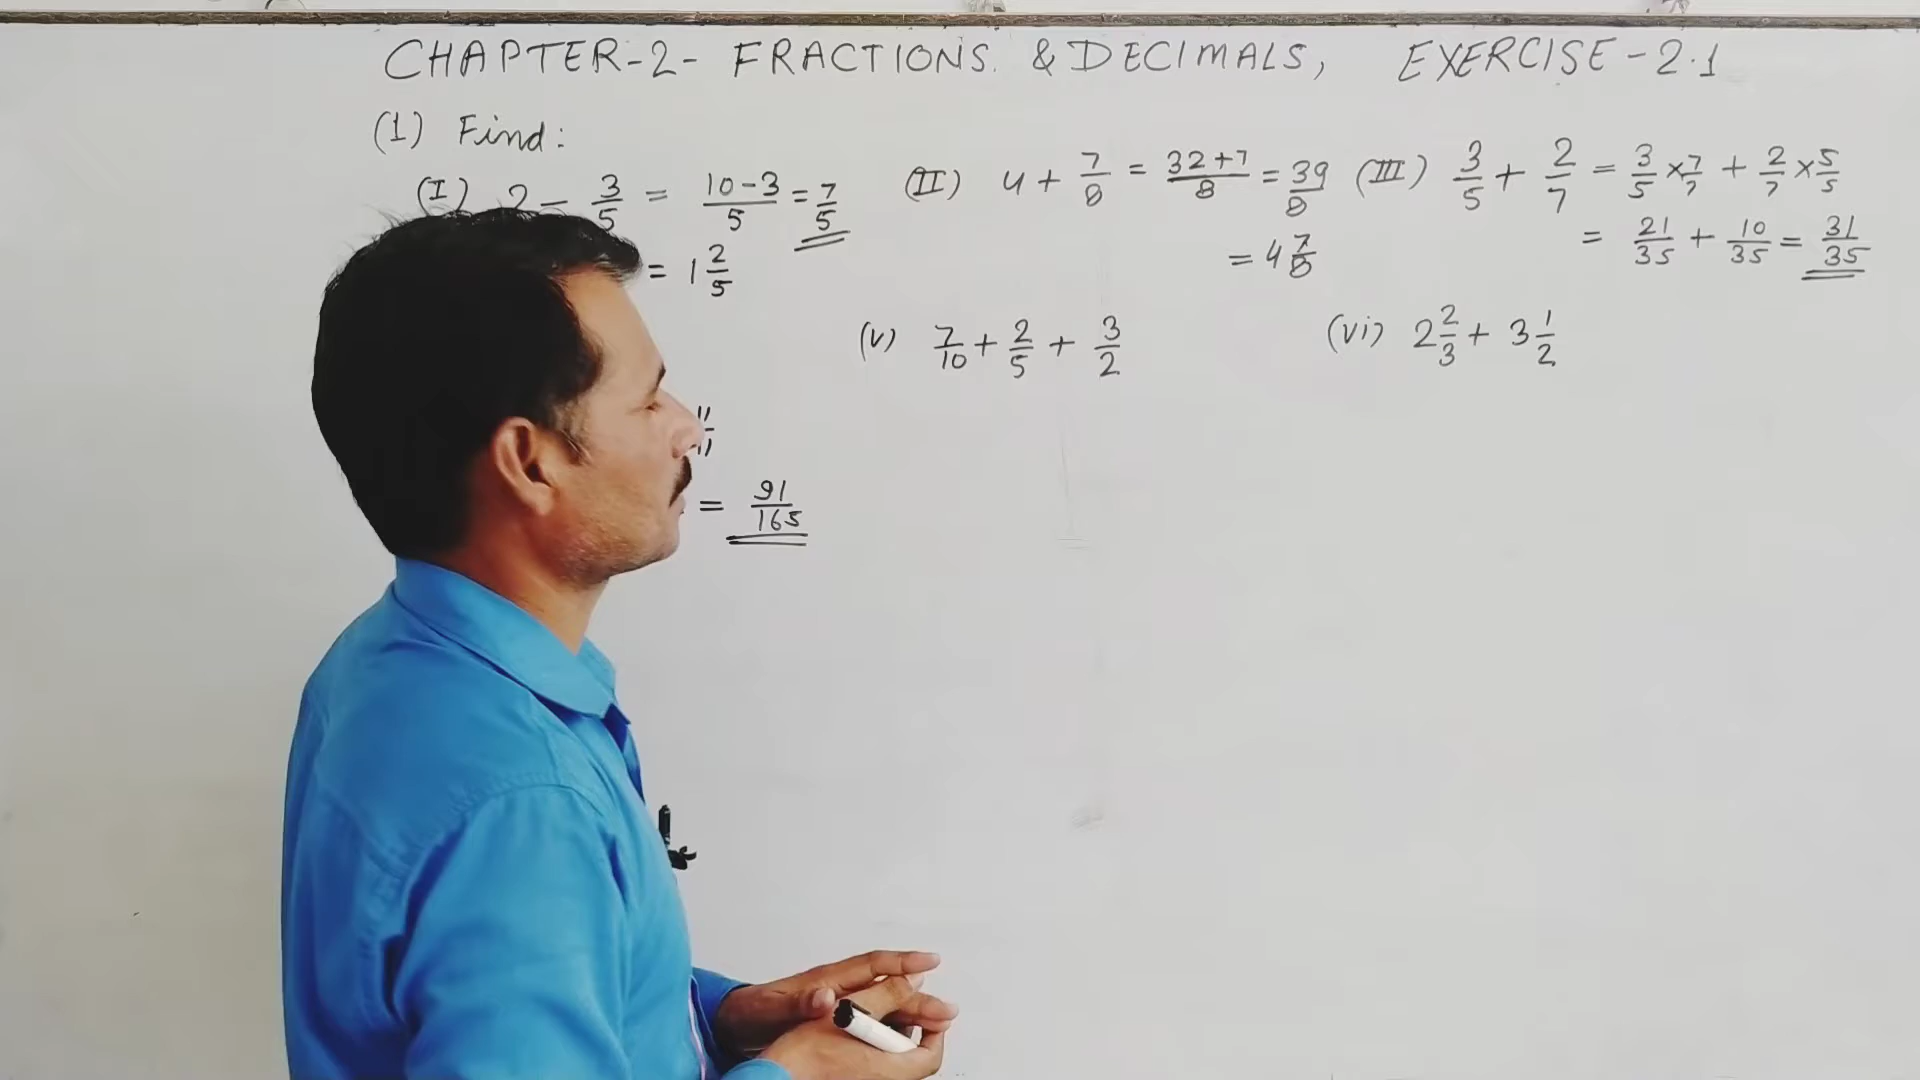 CHAPTER-2- FRACTIONS. & DECIMALS, EXERCISE-2.1
(1) Find:
(I) 2 - 3/5 = 10-3/5 = 7/5
= 1 2/5
(II) 4 + 7/8 = 32+7/8 = 39/8
= 4 7/8
(III) 3/5 + 2/7 = 3/5 × 7/7 + 2/7 × 5/5
= 21/35 + 10/35 = 31/35
11/11
= 91/165
(V) 7/10 + 2/5 + 3/2
(vi) 2 2/3 + 3 1/2